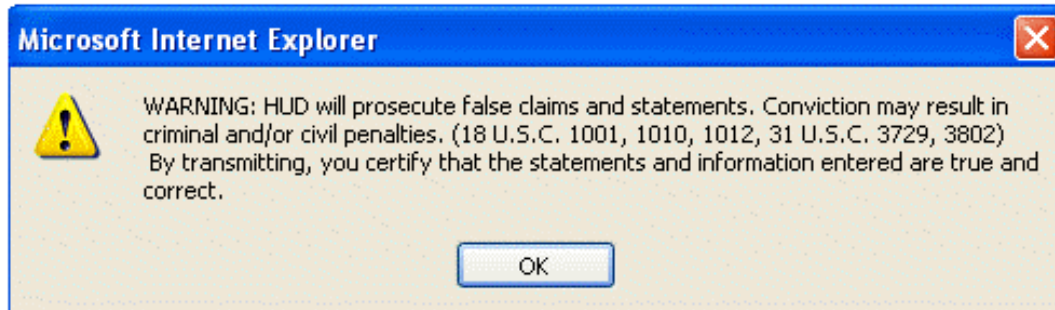 Microsoft Internet Explorer
WARNING: HUD will prosecute false claims and statements. Conviction may result in
criminal and/or civil penalties. (18 U.S.C. 1001, 1010, 1012, 31 U.S.C. 3729, 3802)
By transmitting, you certify that the statements and information entered are true and
correct.
OK